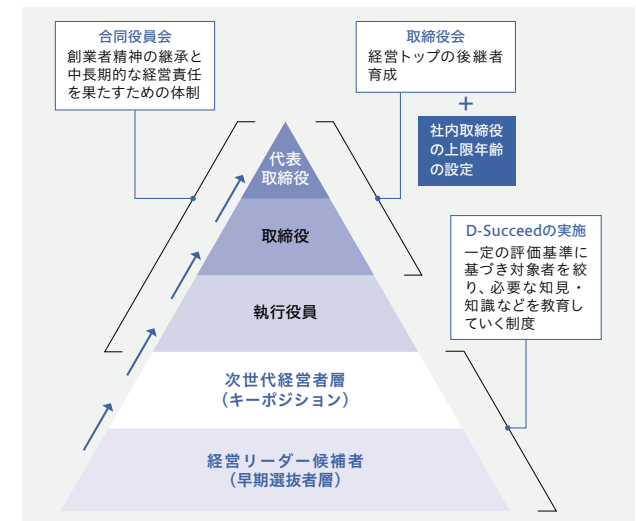 合同役員会
創業者精神の継承と
中長期的な経営責任
を果たすための体制
取締役会
経営トップの後継者
育成
+
社内取締役
の上限年齢
の設定
D-Succeedの実施
一定の評価基準に
基づき対象者を絞
り、必要な知見・
知識などを教育し
ていく制度
代表
取締役
取締役
執行役員
次世代経営者層
（キーポジション）
経営リーダー候補者
（早期選抜者層）